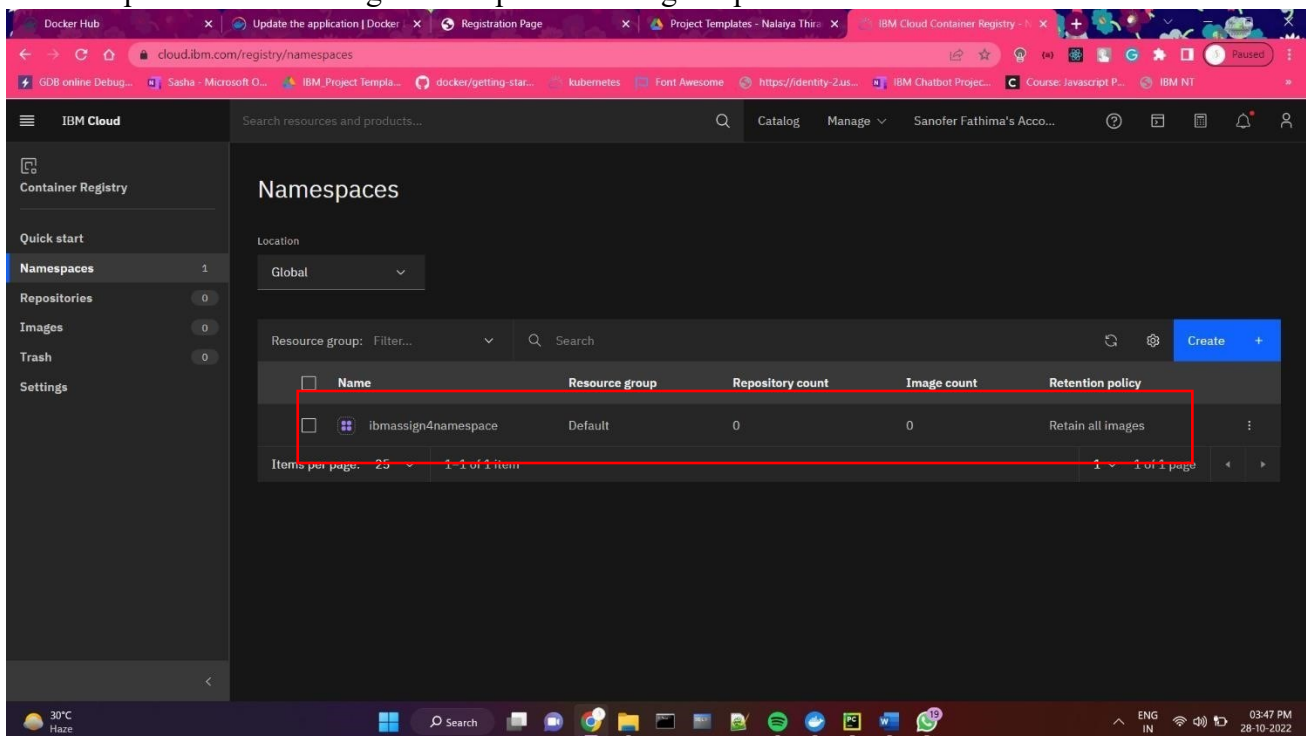 Docker Hub
Update the application | Docker
Registration Page
Project Templates - Nalaiya Thira
IBM Cloud Container Registry - N
cloud.ibm.com/registry/namespaces
Paused
GDB online Debug...
Sasha - Microsoft O...
IBM_Project Templa...
docker/getting-star...
kubernetes
Font Awesome
https://identity-2.us...
IBM Chatbot Projec...
Course: Javascript P...
IBM NT
IBM Cloud
Search resources and products...
Catalog
Manage
Sanofer Fathima's Acco...
Container Registry
Quick start
Namespaces 1
Repositories 0
Images 0
Trash 0
Settings
Namespaces
Location
Global
Resource group: Filter...
Search
Create +
Name Resource group Repository count Image count Retention policy
ibmassign4namespace Default 0 0 Retain all images
Items per page: 25 1–1 of 1 item 1 1 of 1 page
30°C
Haze
Search
19
ENG
IN
03:47 PM
28-10-2022